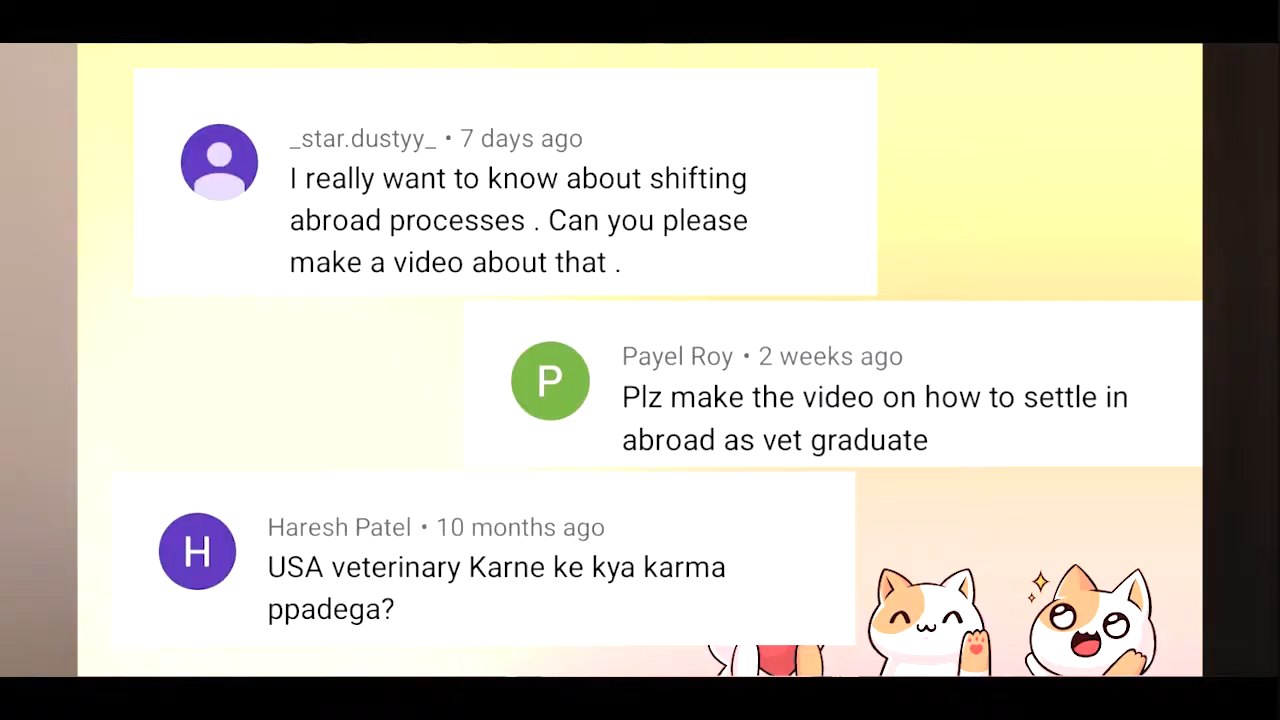 _star.dustyy_ • 7 days ago
I really want to know about shifting
abroad processes . Can you please
make a video about that .
P
Payel Roy • 2 weeks ago
Plz make the video on how to settle in
abroad as vet graduate
H
Haresh Patel • 10 months ago
USA veterinary Karne ke kya karma
ppadega?